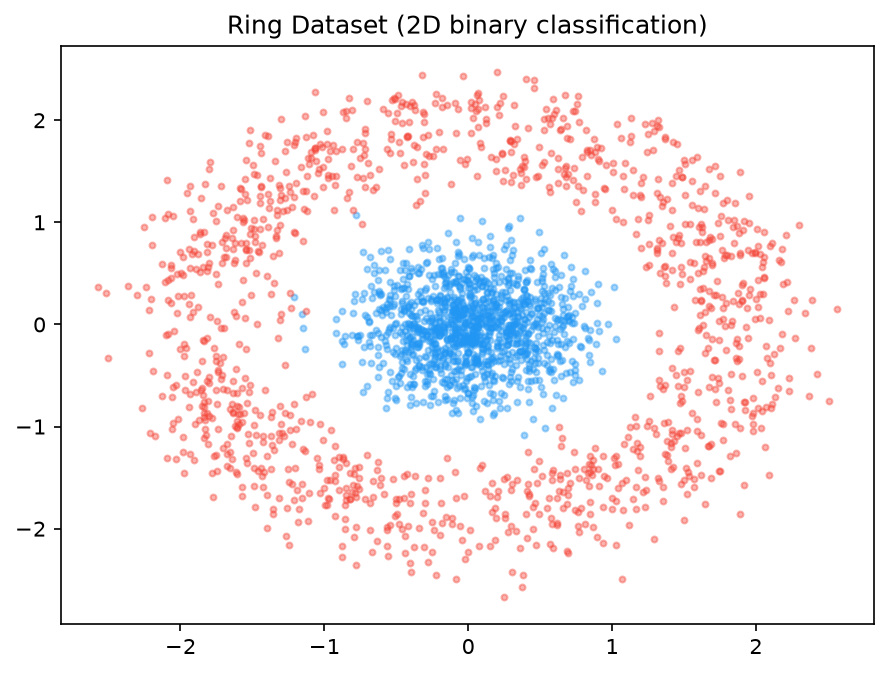 Ring Dataset (2D binary classification)
2
1
0
−1
−2
−2 −1 0 1 2